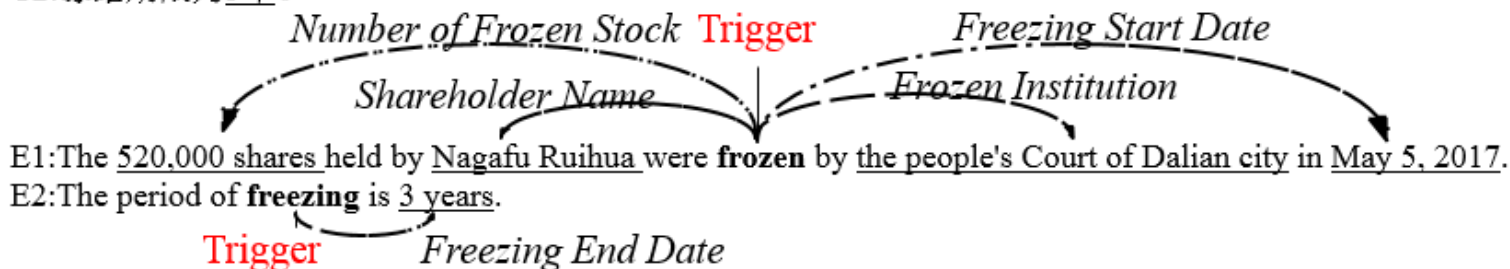 Number of Frozen Stock Trigger Freezing Start Date
Shareholder Name Frozen Institution
E1:The 520,000 shares held by Nagafu Ruihua were frozen by the people's Court of Dalian city in May 5, 2017.
E2:The period of freezing is 3 years.
Trigger Freezing End Date